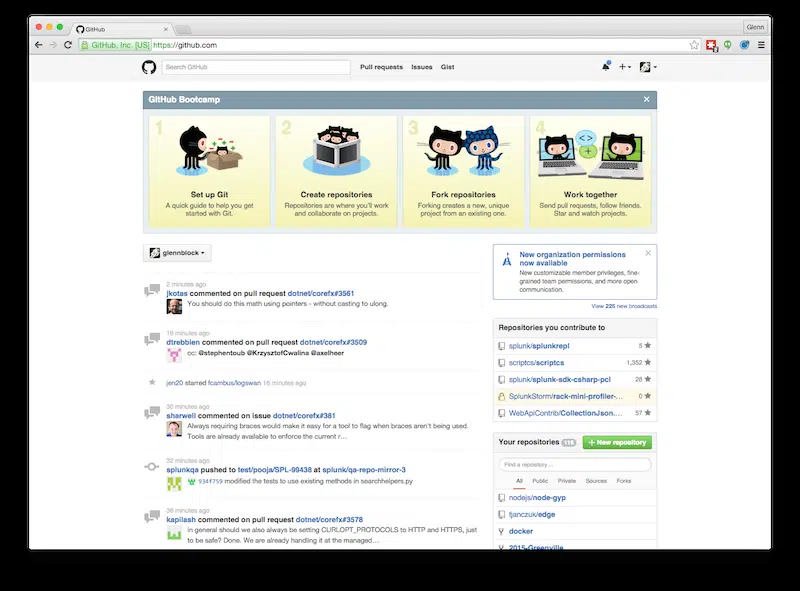 GitHub
Glenn
GitHub, Inc. [US] https://github.com
Search GitHub
Pull requests Issues Gist
GitHub Bootcamp
1
2
3
4
Set up Git
A quick guide to help you get
started with Git.
Create repositories
Repositories are where you'll work
and collaborate on projects.
Fork repositories
Forking creates a new, unique
project from an existing one.
Work together
Send pull requests, follow friends.
Star and watch projects.
glennblock
2 minutes ago
jkotas commented on pull request dotnet/corefx#3561
You should do this math using pointers - without casting to ulong.
dtrebbien commented on pull request dotnet/corefx#3509
cc: @stephentoub @KrzysztofCwalina @axelheer
jen20 starred fcambus/logswan 16 minutes ago
30 minutes ago
sharwell commented on issue dotnet/corefx#381
Always requiring braces would make it easy for a tool to flag when braces aren't being used.
Tools are already available to enforce the current r…
32 minutes ago
splunkqa pushed to test/pooja/SPL-99438 at splunk/qa-repo-mirror-3
934f759 modified the tests to use existing methods in searchhelpers.py
36 minutes ago
kapilash commented on pull request dotnet/corefx#3578
in general should we also always be setting CURLOPT_PROTOCOLS to HTTP and HTTPS, just
to be safe? Done. We are already handling it at the managed…
New organization permissions
now available
New customizable member privileges, fine-
grained team permissions, and more open
communication.
View 225 new broadcasts
Repositories you contribute to
splunk/splunkrepl 5
scriptcs/scriptcs 1,352
splunk/splunk-sdk-csharp-pcl 28
SplunkStorm/rack-mini-profiler-… 0
WebApiContrib/CollectionJson.… 57
Your repositories 116
New repository
Find a repository…
All Public Private Sources Forks
nodejs/node-gyp
tjanczuk/edge
docker
2015-Greenville